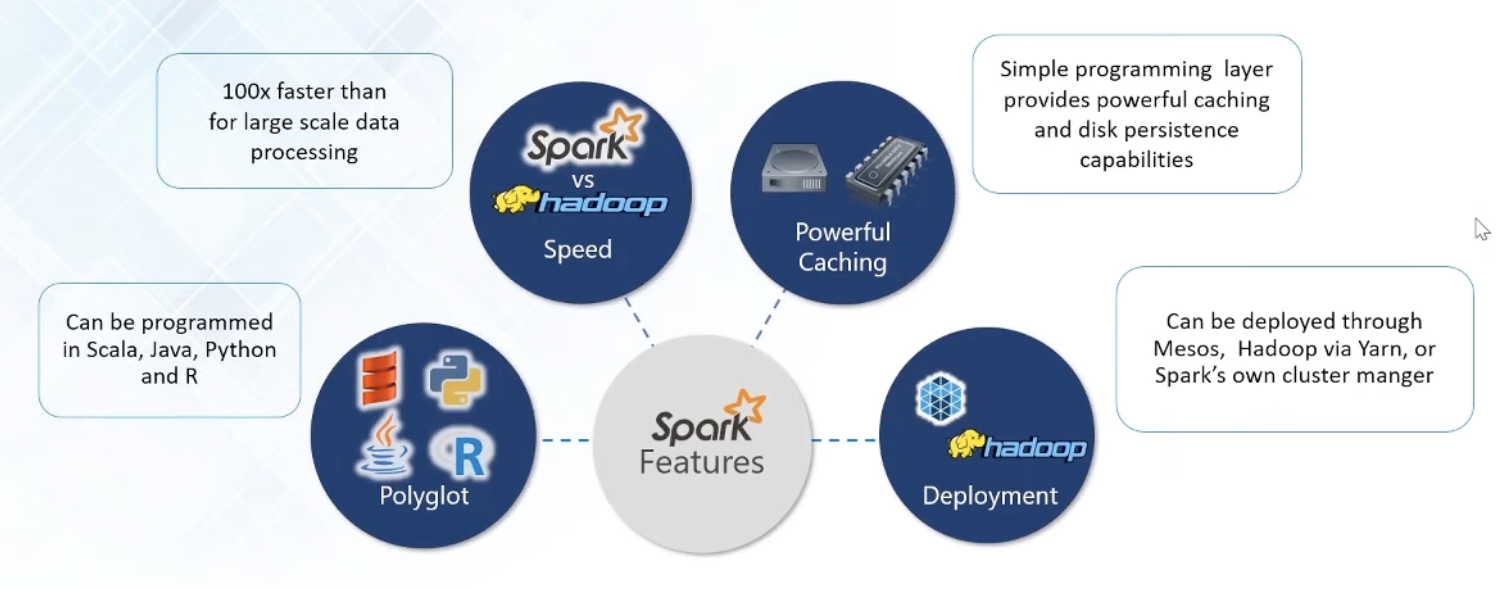 100x faster than
for large scale data
processing
Spark
vs
hadoop
Speed
Powerful
Caching
Simple programming layer
provides powerful caching
and disk persistence
capabilities
Can be programmed
in Scala, Java, Python
and R
R
Polyglot
Spark
Features
hadoop
Deployment
Can be deployed through
Mesos, Hadoop via Yarn, or
Spark's own cluster manger